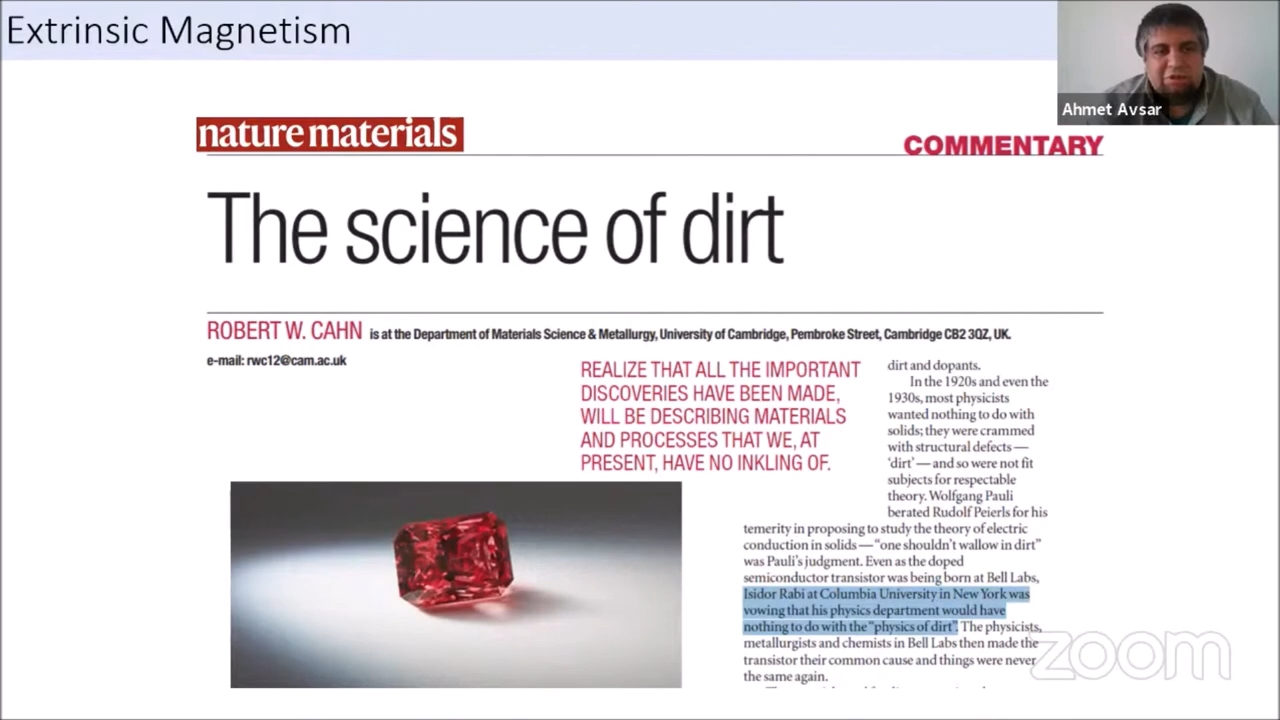 Extrinsic Magnetism
Ahmet Avsar
nature materials
COMMENTARY
The science of dirt
ROBERT W. CAHN is at the Department of Materials Science & Metallurgy, University of Cambridge, Pembroke Street, Cambridge CB2 3QZ, UK.
e-mail: rwc12@cam.ac.uk
REALIZE THAT ALL THE IMPORTANT
DISCOVERIES HAVE BEEN MADE,
WILL BE DESCRIBING MATERIALS
AND PROCESSES THAT WE, AT
PRESENT, HAVE NO INKLING OF.
dirt and dopants.
In the 1920s and even the
1930s, most physicists
wanted nothing to do with
solids; they were crammed
with structural defects —
‘dirt’ — and so were not fit
subjects for respectable
theory. Wolfgang Pauli
berated Rudolf Peierls for his
temerity in proposing to study the theory of electric
conduction in solids — “one shouldn’t wallow in dirt”
was Pauli’s judgment. Even as the doped
semiconductor transistor was being born at Bell Labs,
Isidor Rabi at Columbia University in New York was
vowing that his physics department would have
nothing to do with the “physics of dirt”. The physicists,
metallurgists and chemists in Bell Labs then made the
transistor their common cause and things were never
the same again.
zoom